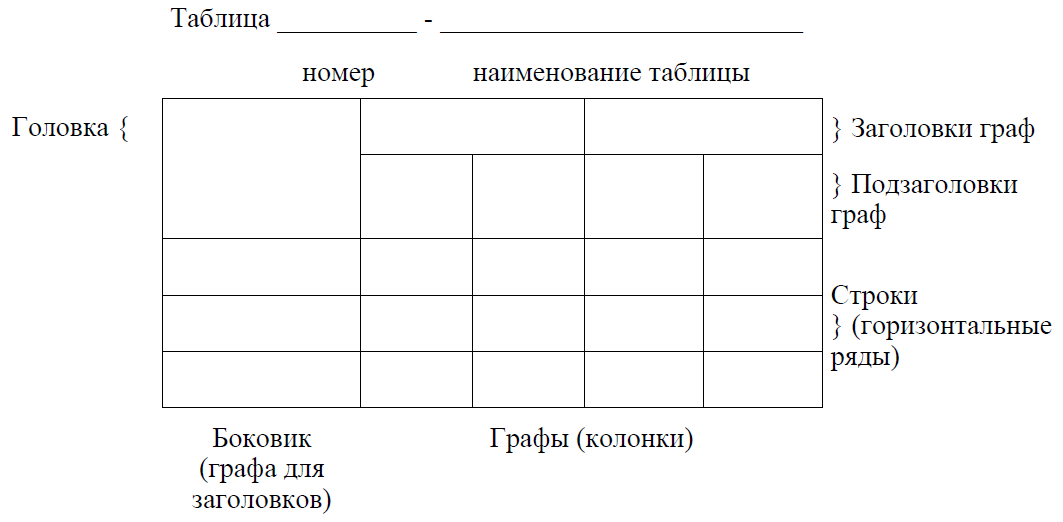 Таблица __________ - __________________________
номер наименование таблицы
Головка {
} Заголовки граф
} Подзаголовки
граф
Строки
} (горизонтальные
ряды)
Боковик
(графа для
заголовков)
Графы (колонки)